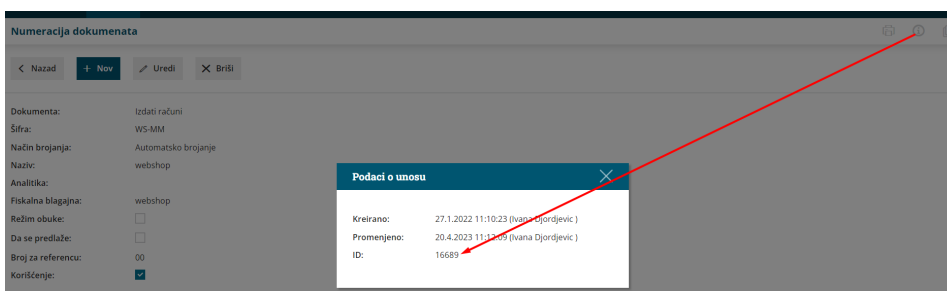 Numeracija dokumenata
Nazad
+ Nov
Uredi
Briši
Dokumenta: Izdati računi
Šifra: WS-MM
Način brojanja: Automatsko brojanje
Naziv: webshop
Analitika:
Fiskalna blagajna: webshop
Režim obuke:
Da se predlaže:
Broj za referencu: 00
Korišćenje:
Podaci o unosu
Kreirano: 27.1.2022 11:10:23 (Ivana Djordjevic )
Promenjeno: 20.4.2023 11:13:09 (Ivana Djordjevic )
ID: 16689